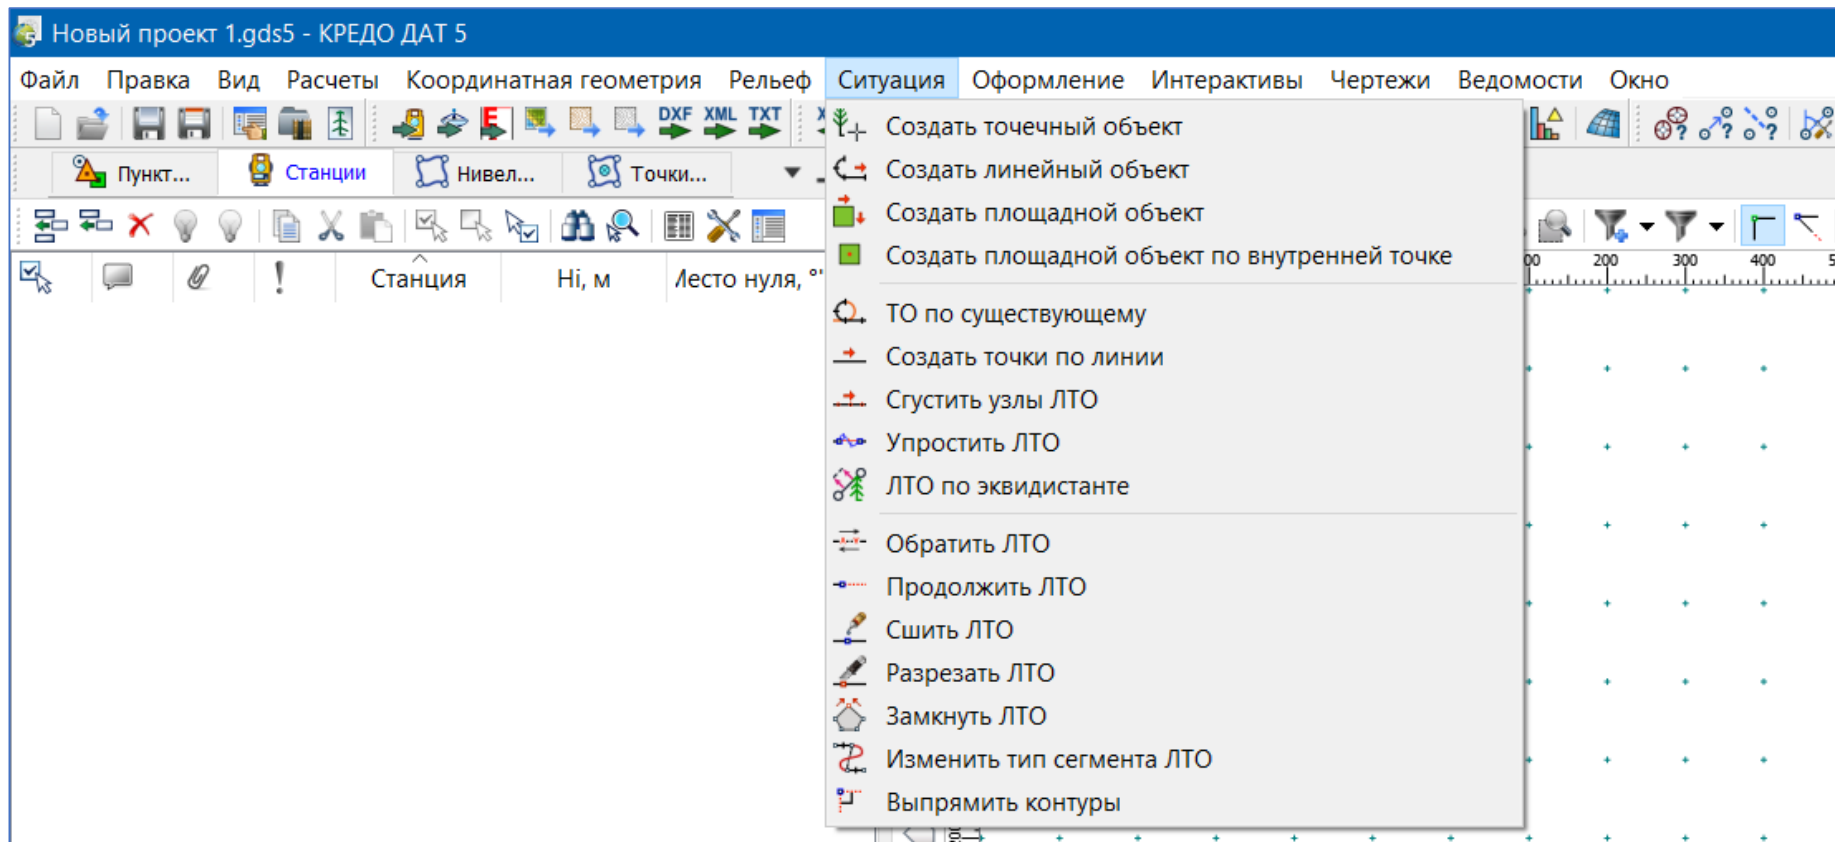 Новый проект 1.gds5 - КРЕДО ДАТ 5
Файл Правка Вид Расчеты Координатная геометрия Рельеф Ситуация Оформление Интерактивы Чертежи Ведомости Окно
DXF XML TXT
Пункт... Станции Нивел... Точки...
Станция Hi, м
нуля, °'
Создать точечный объект
Создать линейный объект
Создать площадной объект
Создать площадной объект по внутренней точке
ТО по существующему
Создать точки по линии
Сгустить узлы ЛТО
Упростить ЛТО
ЛТО по эквидистанте
Обратить ЛТО
Продолжить ЛТО
Сшить ЛТО
Разрезать ЛТО
Замкнуть ЛТО
Изменить тип сегмента ЛТО
Выпрямить контуры
200 300 400